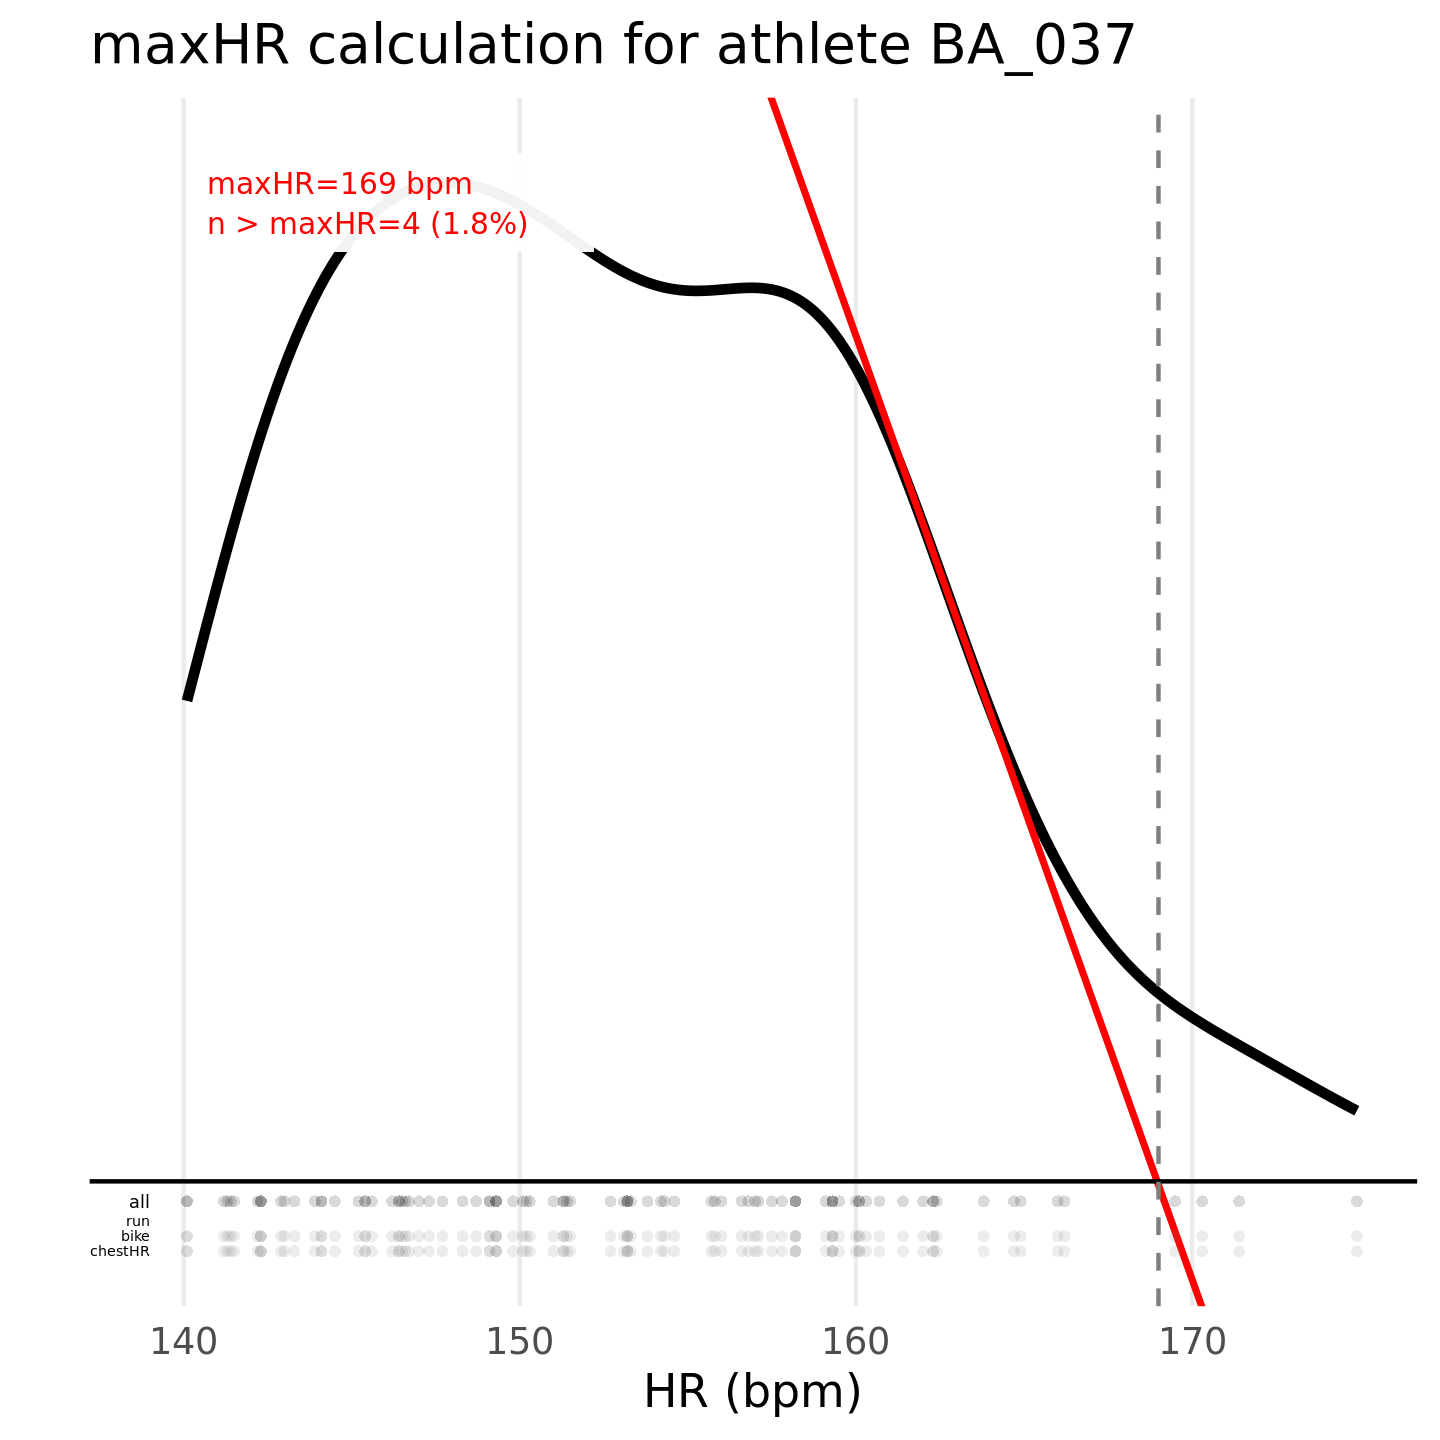 maxHR calculation for athlete BA_037
maxHR=169 bpm
n > maxHR=4 (1.8%)
all
run
bike
chestHR
140 150 160 170
HR (bpm)